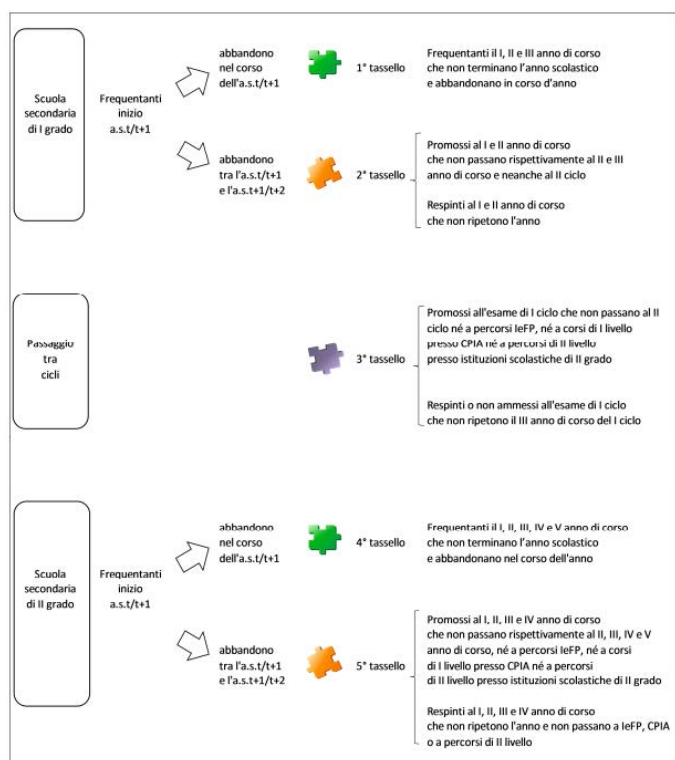 Scuola
secondaria
di I grado
Frequentanti
inizio
a.s.t/t+1
abbandono
nel corso
dell'a.s.t/t+1
1° tassello
Frequentanti il I, II e III anno di corso
che non terminano l'anno scolastico
e abbandonano in corso d'anno
abbandono
tra l'a.s.t/t+1
e l'a.s.t+1/t+2
2° tassello
Promossi al I e II anno di corso
che non passano rispettivamente al II e III
anno di corso e neanche al II ciclo
Respinti al I e II anno di corso
che non ripetono l'anno
Passaggio
tra
cicli
3° tassello
Promossi all'esame di I ciclo che non passano al II
ciclo né a percorsi IeFP, né a corsi di I livello
presso CPIA né a percorsi di II livello
presso istituzioni scolastiche di II grado
Respinti o non ammessi all'esame di I ciclo
che non ripetono il III anno di corso del I ciclo
Scuola
secondaria
di II grado
Frequentanti
inizio
a.s.t/t+1
abbandono
nel corso
dell'a.s.t/t+1
4° tassello
Frequentanti il I, II, III, IV e V anno di corso
che non terminano l'anno scolastico
e abbandonano nel corso dell'anno
abbandono
tra l'a.s.t/t+1
e l'a.s.t+1/t+2
5° tassello
Promossi al I, II, III e IV anno di corso
che non passano rispettivamente al II, III, IV e V
anno di corso, né a percorsi IeFP, né a corsi
di I livello presso CPIA né a percorsi
di II livello presso istituzioni scolastiche di II grado
Respinti al I, II, III e IV anno di corso
che non ripetono l'anno e non passano a IeFP, CPIA
o a percorsi di II livello